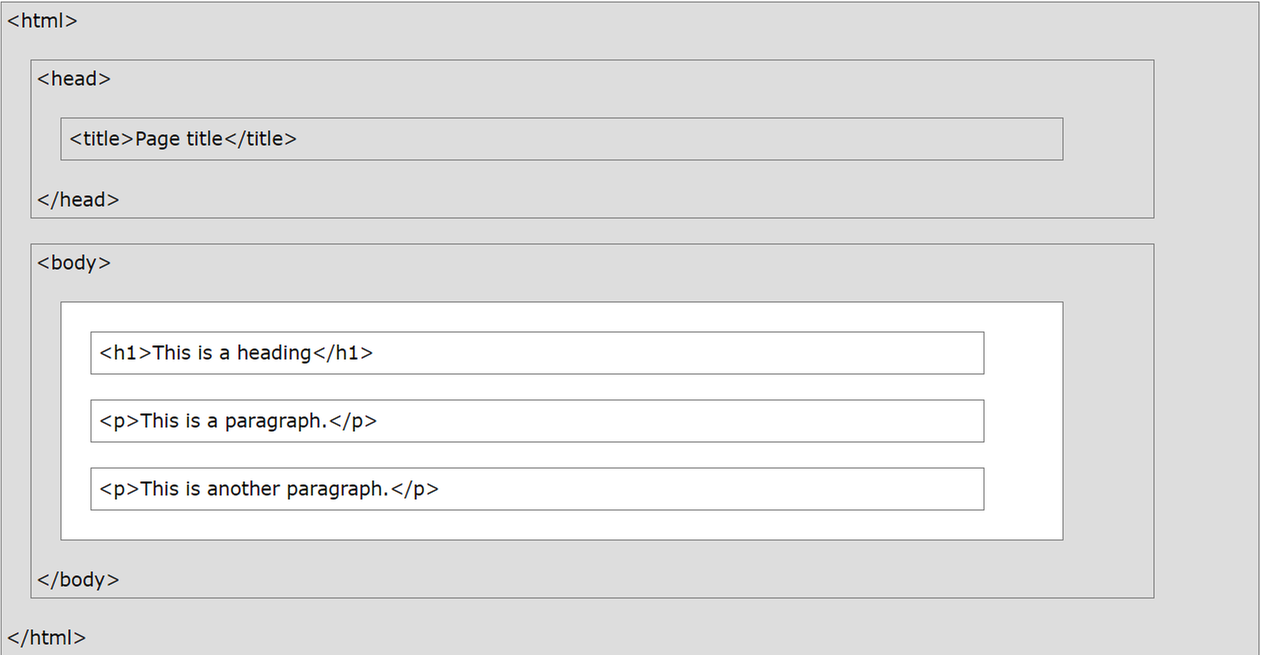 <html>
<head>
<title>Page title</title>
</head>
<body>
<h1>This is a heading</h1>
<p>This is a paragraph.</p>
<p>This is another paragraph.</p>
</body>
</html>